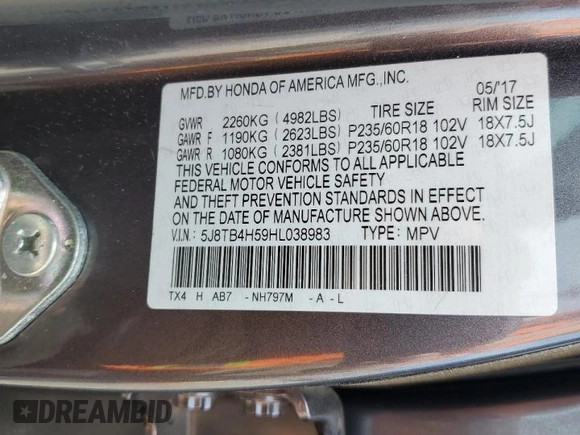 MFD.BY HONDA OF AMERICA MFG.,INC.
05/'17
GVWR 2260KG ( 4982LBS) TIRE SIZE RIM SIZE
GAWR F 1190KG ( 2623LBS) P235/60R18 102V 18X7.5J
GAWR R 1080KG ( 2381LBS) P235/60R18 102V 18X7.5J
THIS VEHICLE CONFORMS TO ALL APPLICABLE
FEDERAL MOTOR VEHICLE SAFETY
AND THEFT PREVENTION STANDARDS IN EFFECT
ON THE DATE OF MANUFACTURE SHOWN ABOVE.
V.I.N: 5J8TB4H59HL038983 TYPE: MPV
TX4 H AB7 -NH797M -A-L
DREAMBID